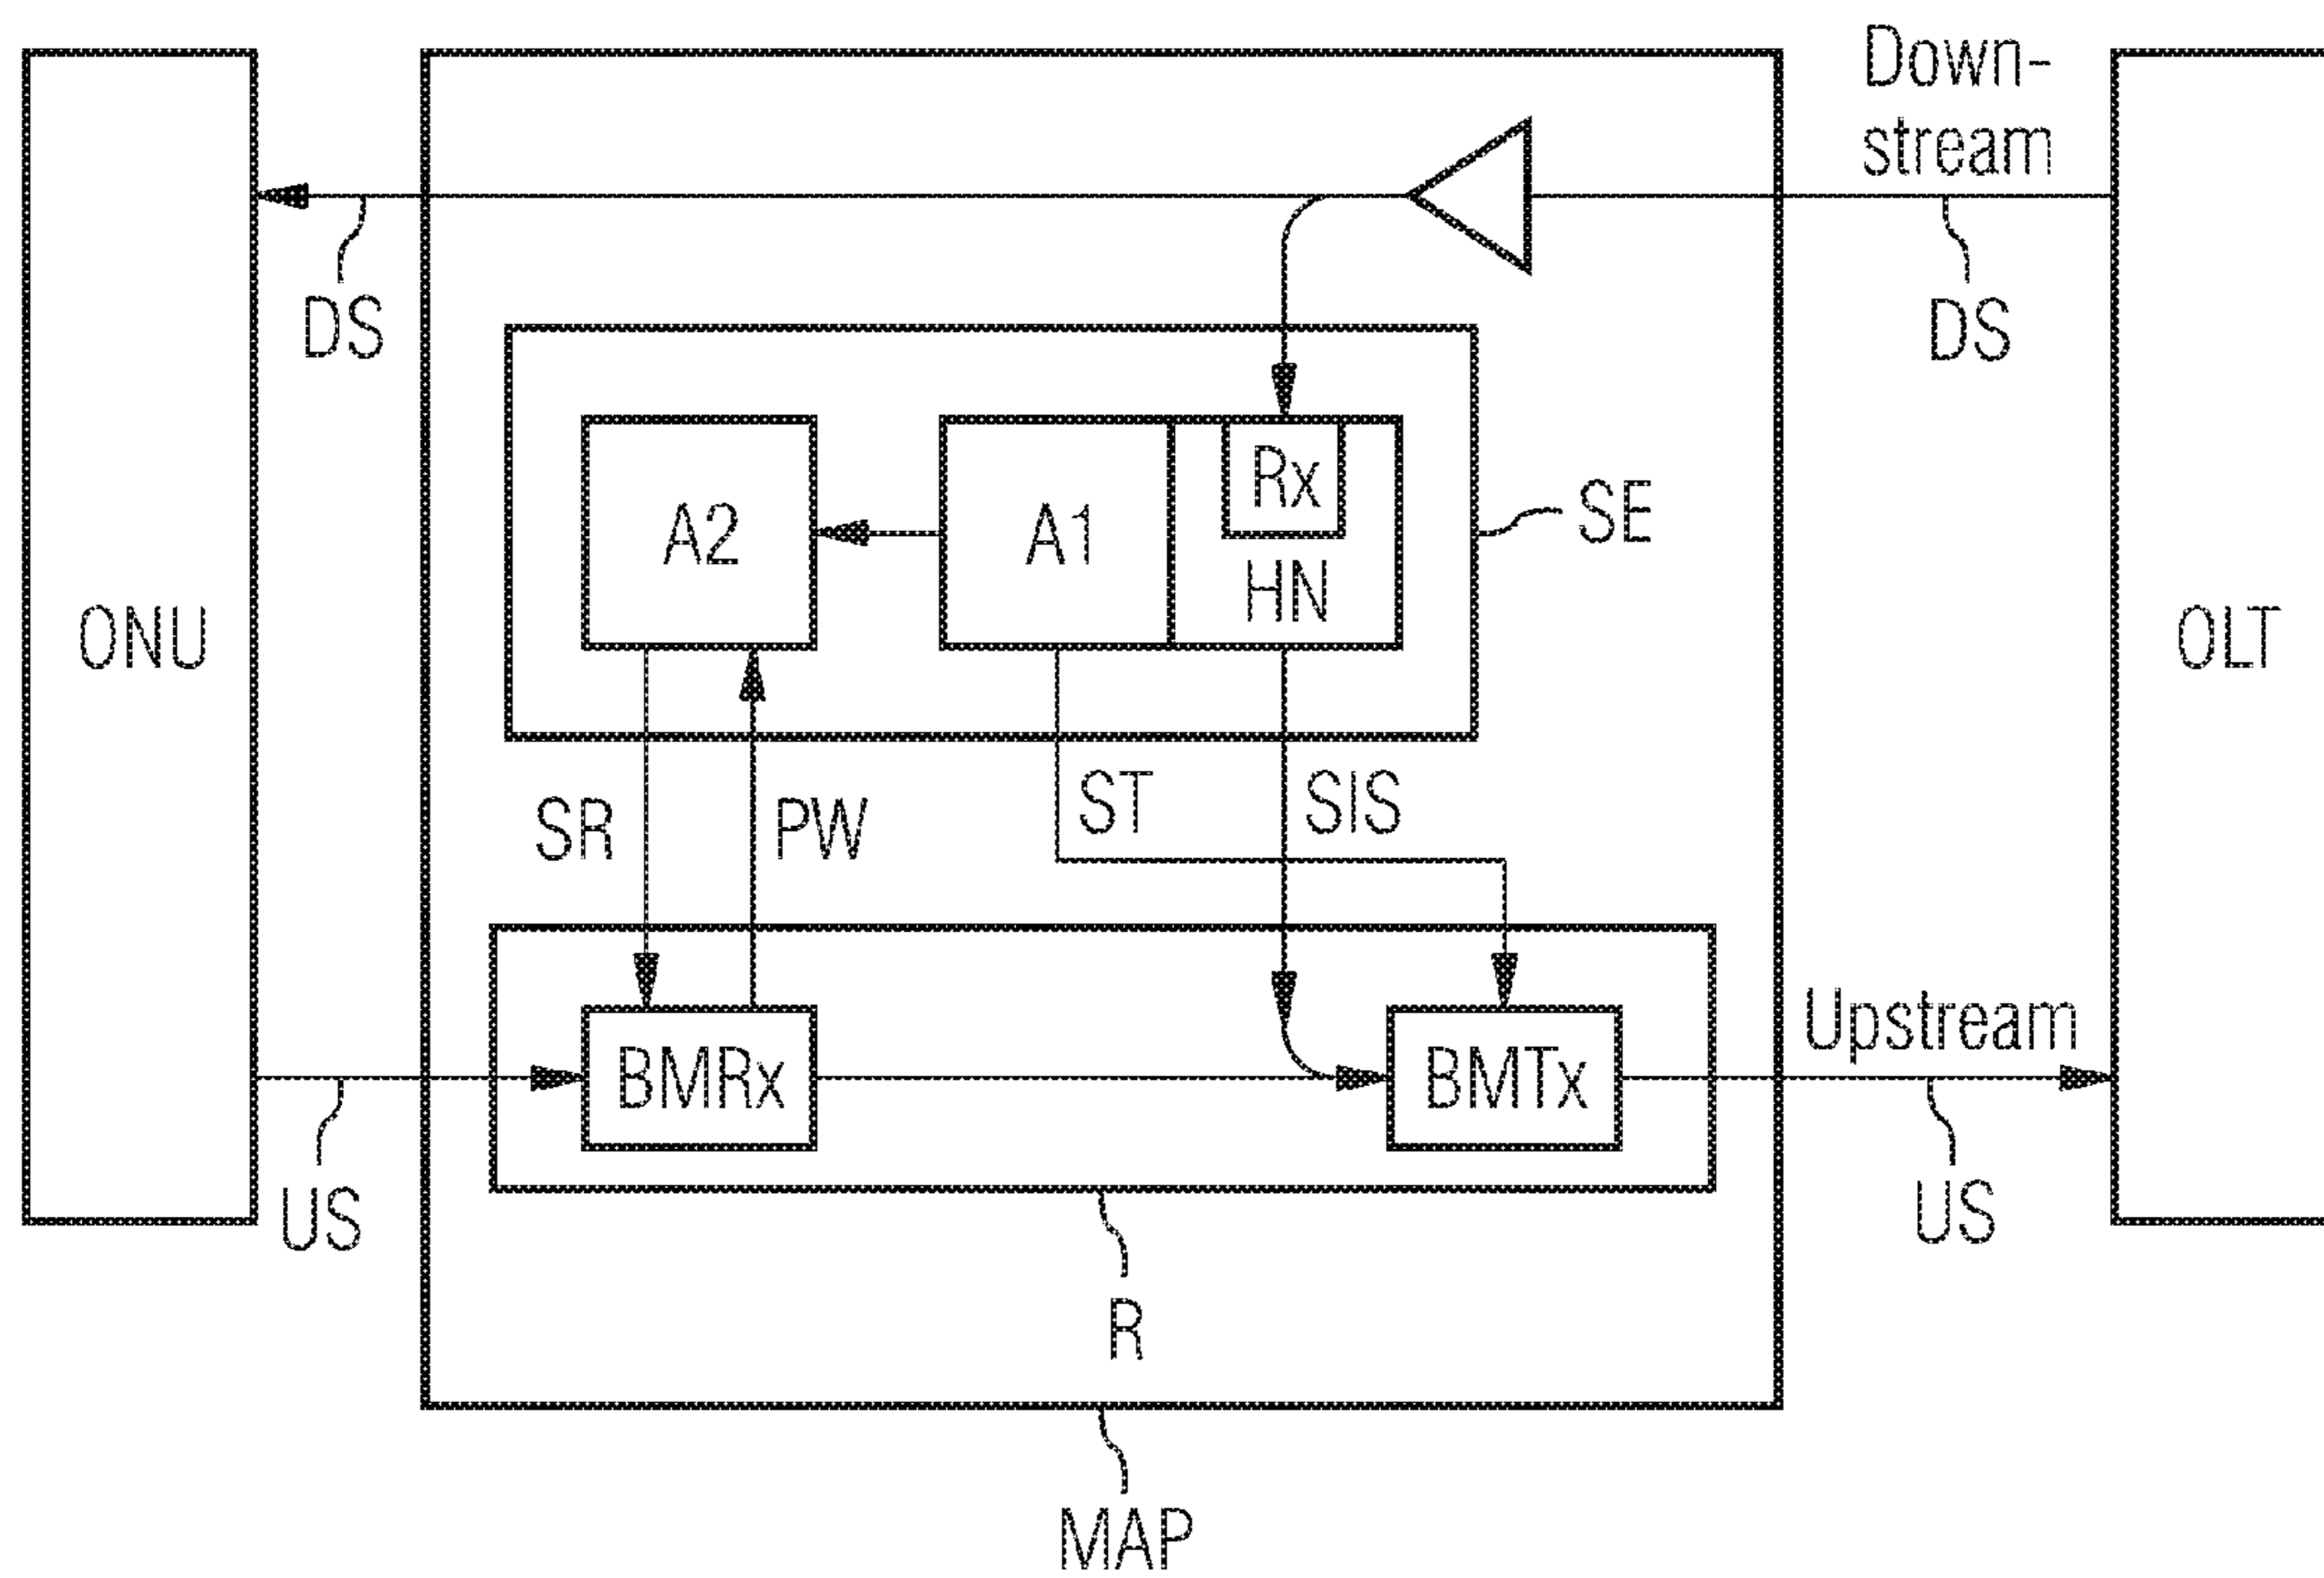 Down-
stream
DS
DS
Rx
SE
A2
A1
HN
ONU
OLT
SR
PW
ST
SIS
Upstream
BMRx
BMTx
US
US
R
MAP